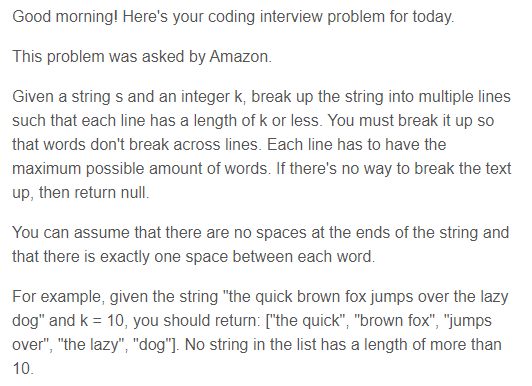 Good morning! Here's your coding interview problem for today.
This problem was asked by Amazon.
Given a string s and an integer k, break up the string into multiple lines
such that each line has a length of k or less. You must break it up so
that words don't break across lines. Each line has to have the
maximum possible amount of words. If there's no way to break the text
up, then return null.
You can assume that there are no spaces at the ends of the string and
that there is exactly one space between each word.
For example, given the string "the quick brown fox jumps over the lazy
dog" and k = 10, you should return: ["the quick", "brown fox", "jumps
over", "the lazy", "dog"]. No string in the list has a length of more than
10.